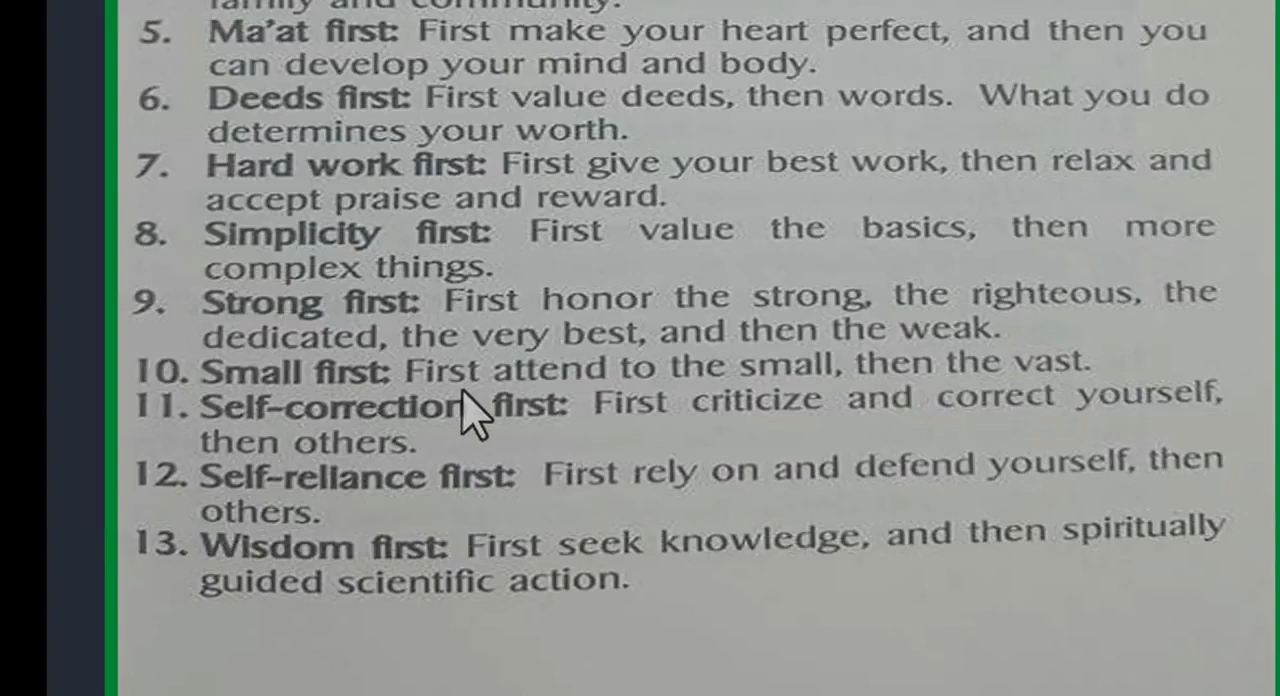 family and community.
5. Ma'at first: First make your heart perfect, and then you
can develop your mind and body.
6. Deeds first: First value deeds, then words. What you do
determines your worth.
7. Hard work first: First give your best work, then relax and
accept praise and reward.
8. Simplicity first: First value the basics, then more
complex things.
9. Strong first: First honor the strong, the righteous, the
dedicated, the very best, and then the weak.
10. Small first: First attend to the small, then the vast.
11. Self-correction first: First criticize and correct yourself,
then others.
12. Self-reliance first: First rely on and defend yourself, then
others.
13. Wisdom first: First seek knowledge, and then spiritually
guided scientific action.